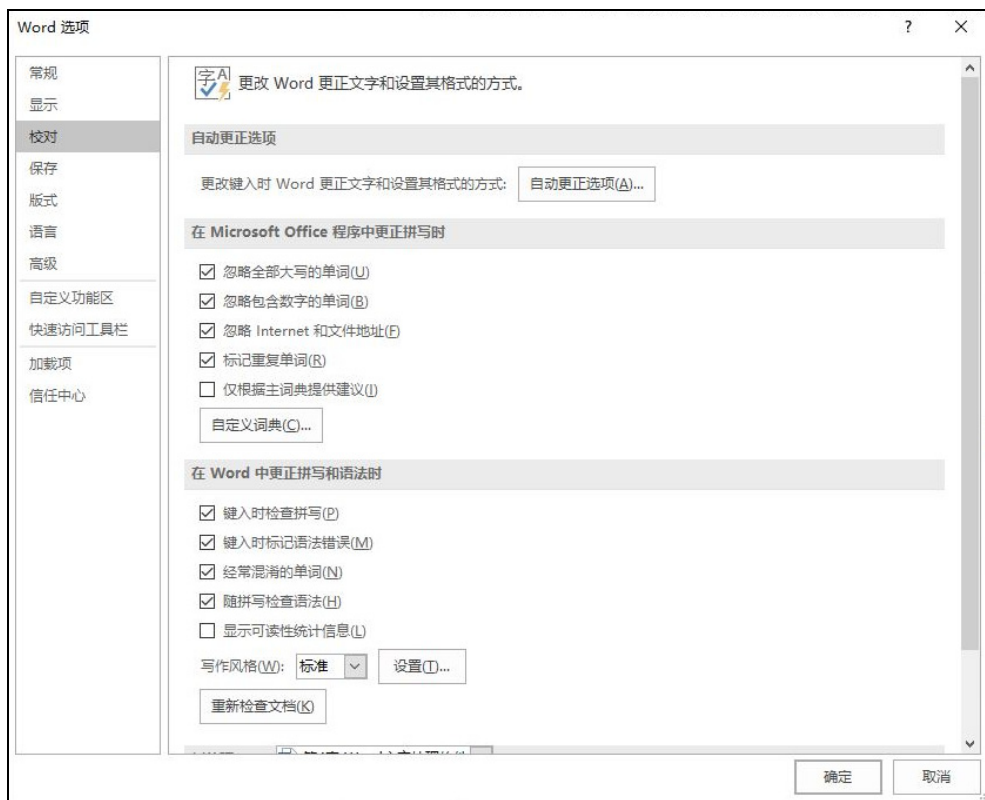 Word 选项
?
常规
显示
校对
保存
版式
语言
高级
自定义功能区
快速访问工具栏
加载项
信任中心
更改 Word 更正文字和设置其格式的方式。
自动更正选项
更改键入时 Word 更正文字和设置其格式的方式: 自动更正选项(A)...
在 Microsoft Office 程序中更正拼写时
忽略全部大写的单词(U)
忽略包含数字的单词(B)
忽略 Internet 和文件地址(F)
标记重复单词(R)
仅根据主词典提供建议(I)
自定义词典(C)...
在 Word 中更正拼写和语法时
键入时检查拼写(P)
键入时标记语法错误(M)
经常混淆的单词(N)
随拼写检查语法(H)
显示可读性统计信息(L)
写作风格(W): 标准 设置(T)...
重新检查文档(K)
确定 取消